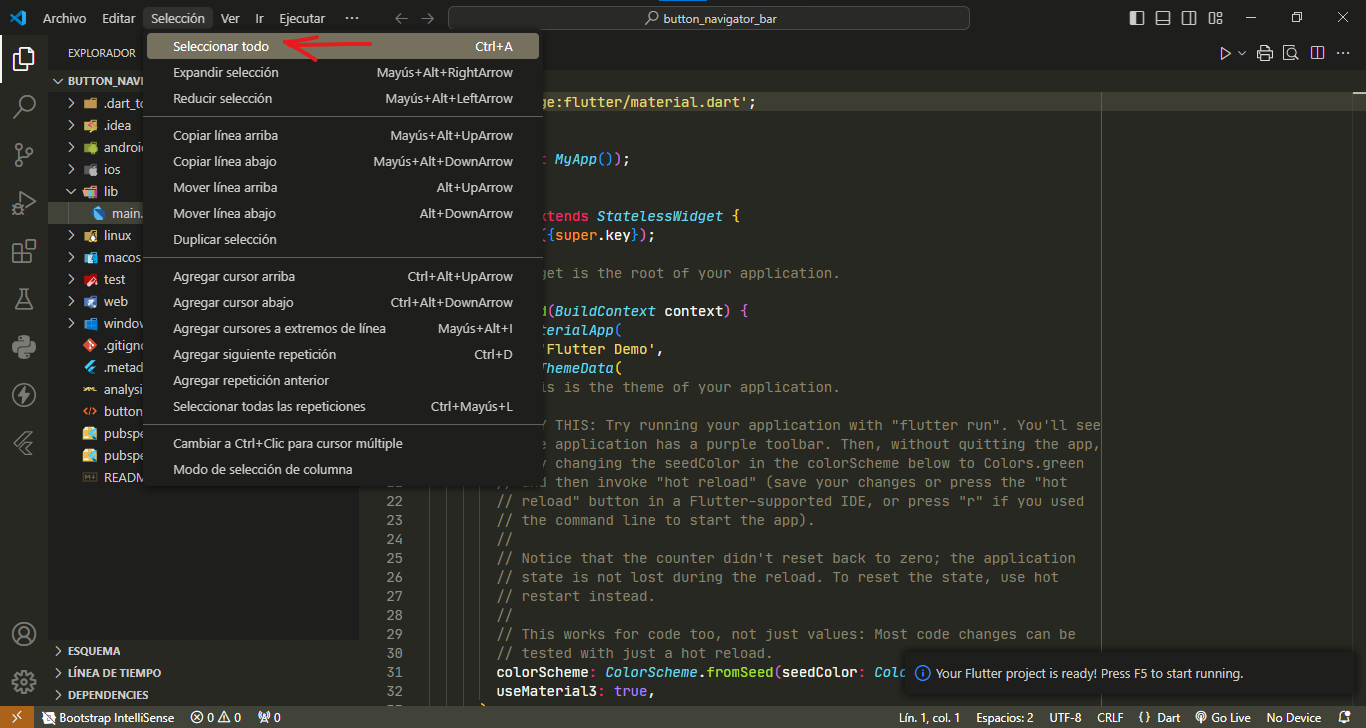 Archivo Editar Selección Ver Ir Ejecutar ··· button_navigator_bar
EXPLORADOR
BUTTON_NAVI
.dart_to
.idea
androi
ios
lib
main.
linux
macos
test
web
window
.gitigno
.metad
analysi
button
pubspe
pubspe
READM
ESQUEMA
LÍNEA DE TIEMPO
DEPENDENCIES
Seleccionar todo Ctrl+A
Expandir selección Mayús+Alt+RightArrow
Reducir selección Mayús+Alt+LeftArrow
Copiar línea arriba Mayús+Alt+UpArrow
Copiar línea abajo Mayús+Alt+DownArrow
Mover línea arriba Alt+UpArrow
Mover línea abajo Alt+DownArrow
Duplicar selección
Agregar cursor arriba Ctrl+Alt+UpArrow
Agregar cursor abajo Ctrl+Alt+DownArrow
Agregar cursores a extremos de línea Mayús+Alt+I
Agregar siguiente repetición Ctrl+D
Agregar repetición anterior
Seleccionar todas las repeticiones Ctrl+Mayús+L
Cambiar a Ctrl+Clic para cursor múltiple
Modo de selección de columna
ge:flutter/material.dart';
MyApp());
xtends StatelessWidget {
({super.key});
get is the root of your application.
d(BuildContext context) {
terialApp(
'Flutter Demo',
ThemeData(
is is the theme of your application.
Y THIS: Try running your application with "flutter run". You'll see
e application has a purple toolbar. Then, without quitting the app,
y changing the seedColor in the colorScheme below to Colors.green
21 // and then invoke "hot reload" (save your changes or press the "hot
22 // reload" button in a Flutter-supported IDE, or press "r" if you used
23 // the command line to start the app).
24 //
25 // Notice that the counter didn't reset back to zero; the application
26 // state is not lost during the reload. To reset the state, use hot
27 // restart instead.
28 //
29 // This works for code too, not just values: Most code changes can be
30 // tested with just a hot reload.
31 colorScheme: ColorScheme.fromSeed(seedColor: Colo
32 useMaterial3: true,
Your Flutter project is ready! Press F5 to start running.
Bootstrap IntelliSense 0 0 0 Lín. 1, col. 1 Espacios: 2 UTF-8 CRLF {} Dart Go Live No Device